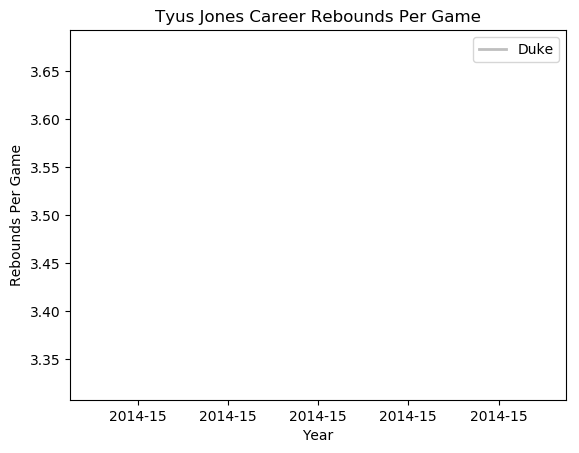 Tyus Jones Career Rebounds Per Game
Duke
3.65
3.60
3.55
3.50
3.45
3.40
3.35
Rebounds Per Game
2014-15 2014-15 2014-15 2014-15 2014-15
Year